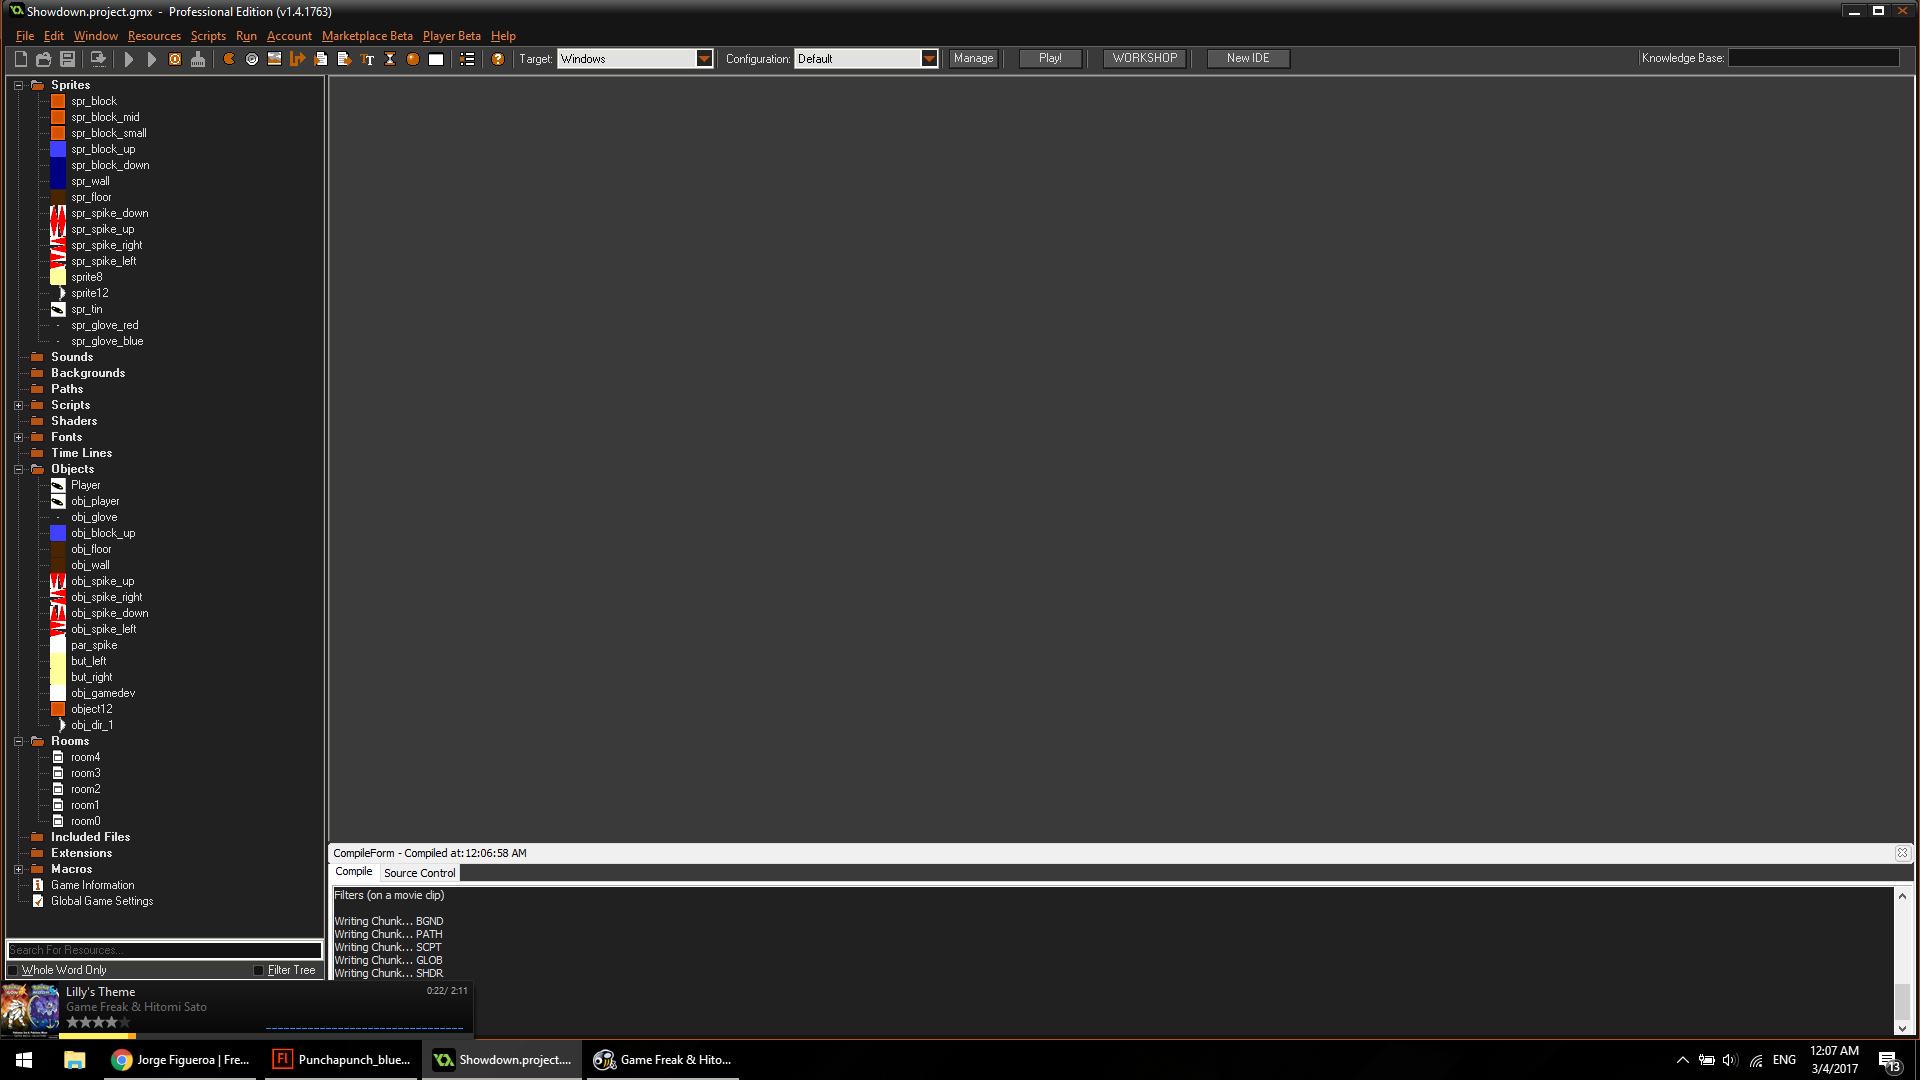 Showdown.project.gmx - Professional Edition (v1.4.1763)
File Edit Window Resources Scripts Run Account Marketplace Beta Player Beta Help
Target: Windows Configuration: Default Manage Play! WORKSHOP New IDE Knowledge Base:
Sprites
spr_block
spr_block_mid
spr_block_small
spr_block_up
spr_block_down
spr_wall
spr_floor
spr_spike_down
spr_spike_up
spr_spike_right
spr_spike_left
sprite8
sprite12
spr_tin
spr_glove_red
spr_glove_blue
Sounds
Backgrounds
Paths
Scripts
Shaders
Fonts
Time Lines
Objects
Player
obj_player
obj_glove
obj_block_up
obj_floor
obj_wall
obj_spike_up
obj_spike_right
obj_spike_down
obj_spike_left
par_spike
but_left
but_right
obj_gamedev
object12
obj_dir_1
Rooms
room4
room3
room2
room1
room0
Included Files
Extensions
Macros
Game Information
Global Game Settings
Search For Resources...
Whole Word Only Filter Tree
CompileForm - Compiled at:12:06:58 AM
Compile Source Control
Filters (on a movie clip)
Writing Chunk... BGND
Writing Chunk... PATH
Writing Chunk... SCPT
Writing Chunk... GLOB
Writing Chunk... SHDR
Lilly's Theme 0:22/ 2:11
Game Freak & Hitomi Sato
Jorge Figueroa | Fre... Punchapunch_blue... Showdown.project.... Game Freak & Hito... ENG
12:07 AM
3/4/2017
13